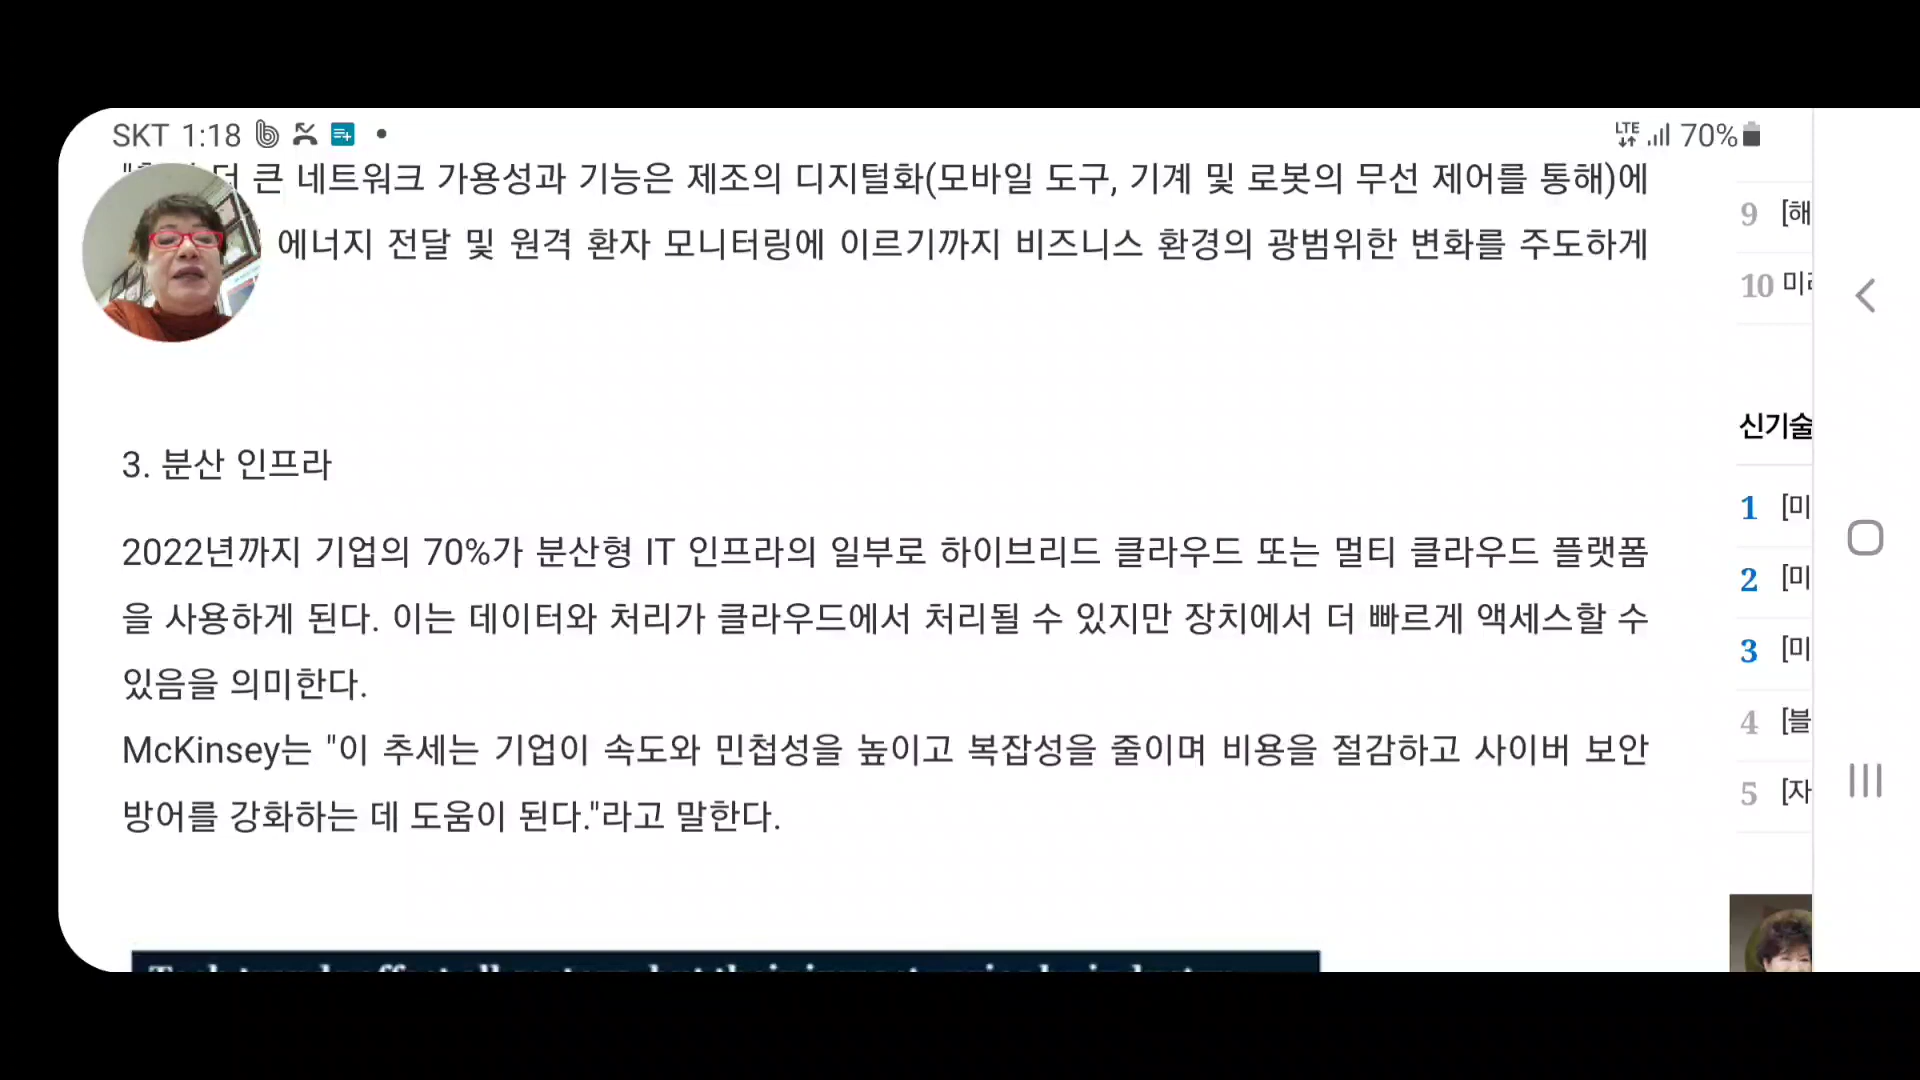 SKT 1:18
LTE 70%
더 큰 네트워크 가용성과 기능은 제조의 디지털화(모바일 도구, 기계 및 로봇의 무선 제어를 통해)에
에너지 전달 및 원격 환자 모니터링에 이르기까지 비즈니스 환경의 광범위한 변화를 주도하게
3. 분산 인프라
2022년까지 기업의 70%가 분산형 IT 인프라의 일부로 하이브리드 클라우드 또는 멀티 클라우드 플랫폼
을 사용하게 된다. 이는 데이터와 처리가 클라우드에서 처리될 수 있지만 장치에서 더 빠르게 액세스할 수
있음을 의미한다.
McKinsey는 "이 추세는 기업이 속도와 민첩성을 높이고 복잡성을 줄이며 비용을 절감하고 사이버 보안
방어를 강화하는 데 도움이 된다."라고 말한다.
9 [해
10 미
신기술
1 [미
2 [미
3 [미
4 [블
5 [자